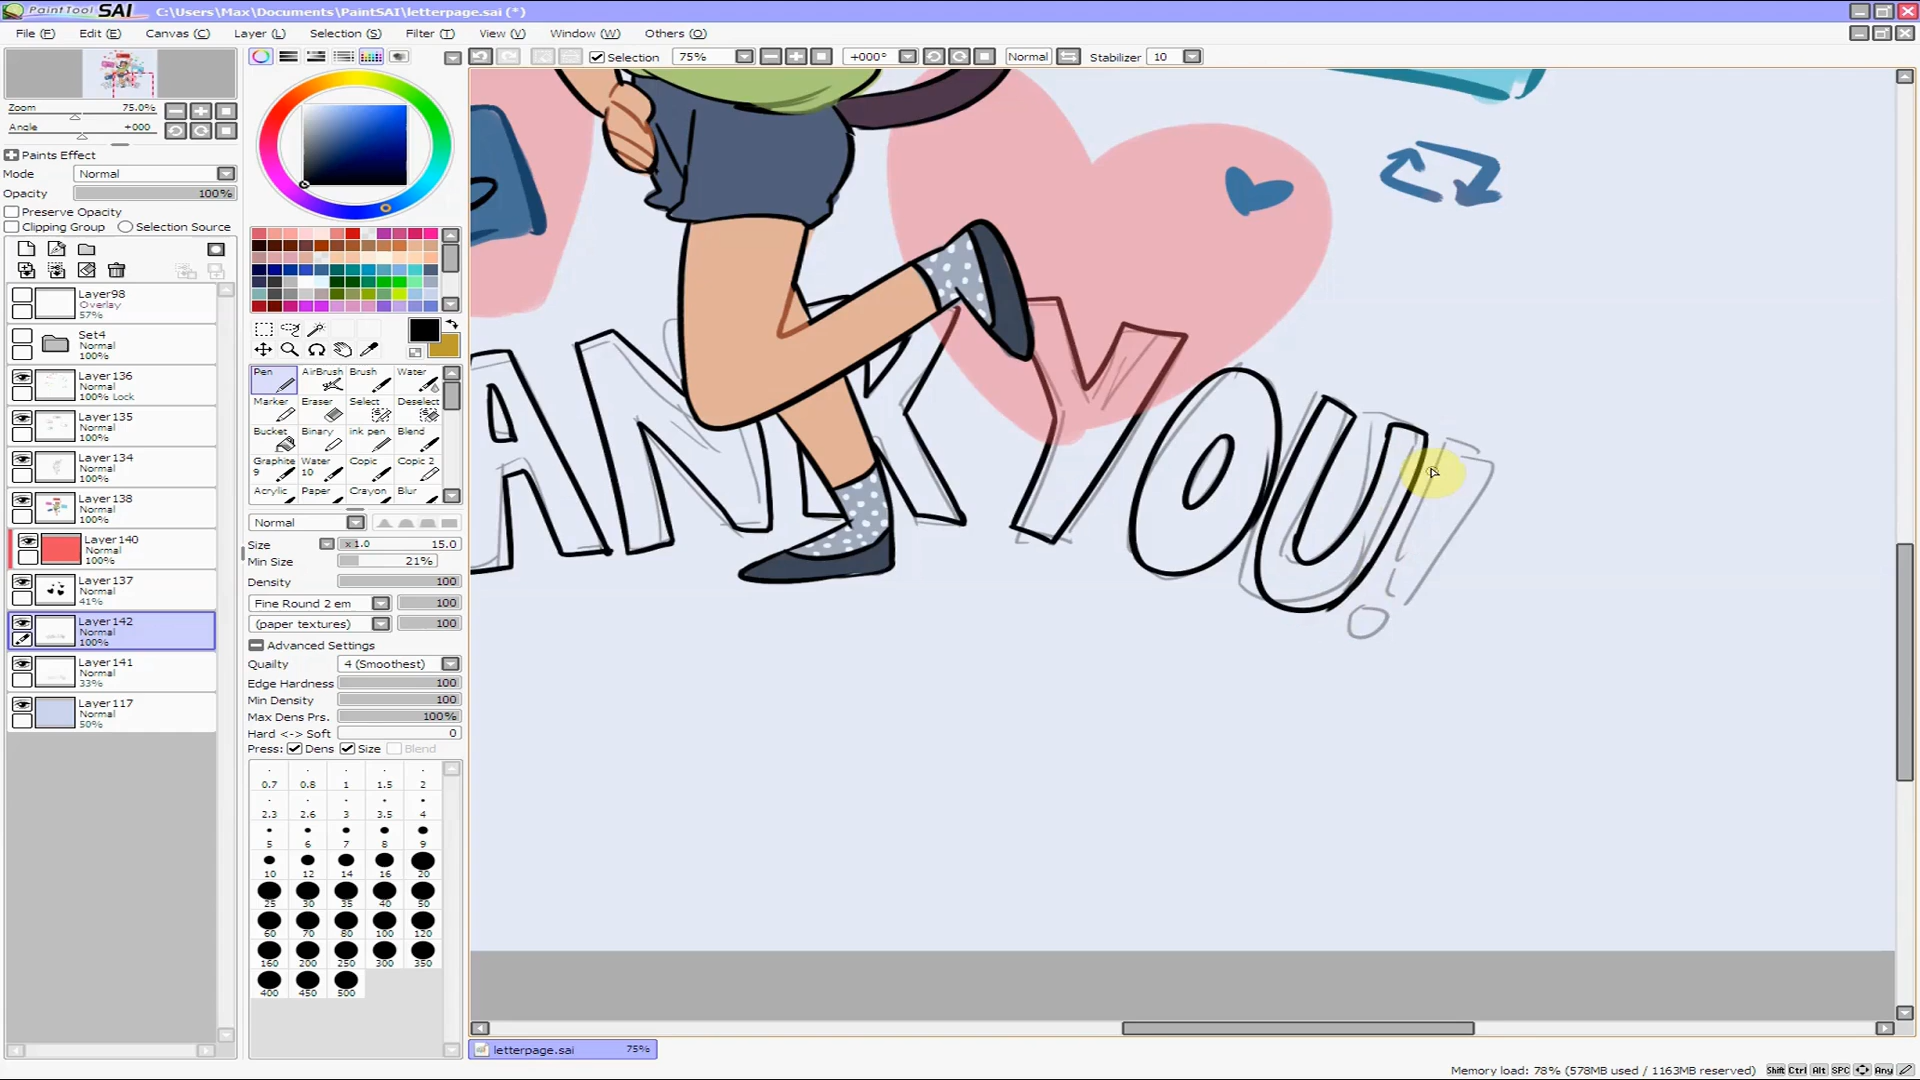 PaintTool SAI C:\Users\Max\Documents\PaintSAI\letterpage.sai (*)
File (F) Edit (E) Canvas (C) Layer (L) Selection (S) Filter (T) View (V) Window (W) Others (O)
Selection 75% +000° Normal Stabilizer 10
Zoom 75.0%
Angle +000
Paints Effect
Mode Normal
Opacity 100%
Preserve Opacity
Clipping Group Selection Source
Layer98
Overlay
57%
Set4
Normal
100%
Layer136
Normal
100% Lock
Layer135
Normal
100%
Layer134
Normal
100%
Layer138
Normal
100%
Layer140
Normal
100%
Layer137
41%
Layer142
Normal
100%
Layer141
Normal
33%
Layer117
Normal
50%
Pen AirBrush Brush Water
Marker Eraser Select Deselect
Bucket Binary ink pen Blend
Graphite 9 Water 10 Copic Copic 2
Acrylic Paper Crayon Blur
Normal
Size x1.0 15.0
Min Size 21%
Density 100
Fine Round 2 em 100
(paper textures) 100
Advanced Settings
Quailty 4 (Smoothest)
Edge Hardness 100
Min Density 100
Max Dens Prs. 100%
Hard <-> Soft 0
Press: Dens Size Blend
0.7 0.8 1 1.5 2
2.3 2.6 3 3.5 4
5 6 7 8 9
10 12 14 16 20
25 30 35 40 50
60 70 80 100 120
160 200 250 300 350
400 450 500
ANK YOU!
letterpage.sai 75%
Memory load: 78% (578MB used / 1163MB reserved) Shift Ctrl Alt SPC Any